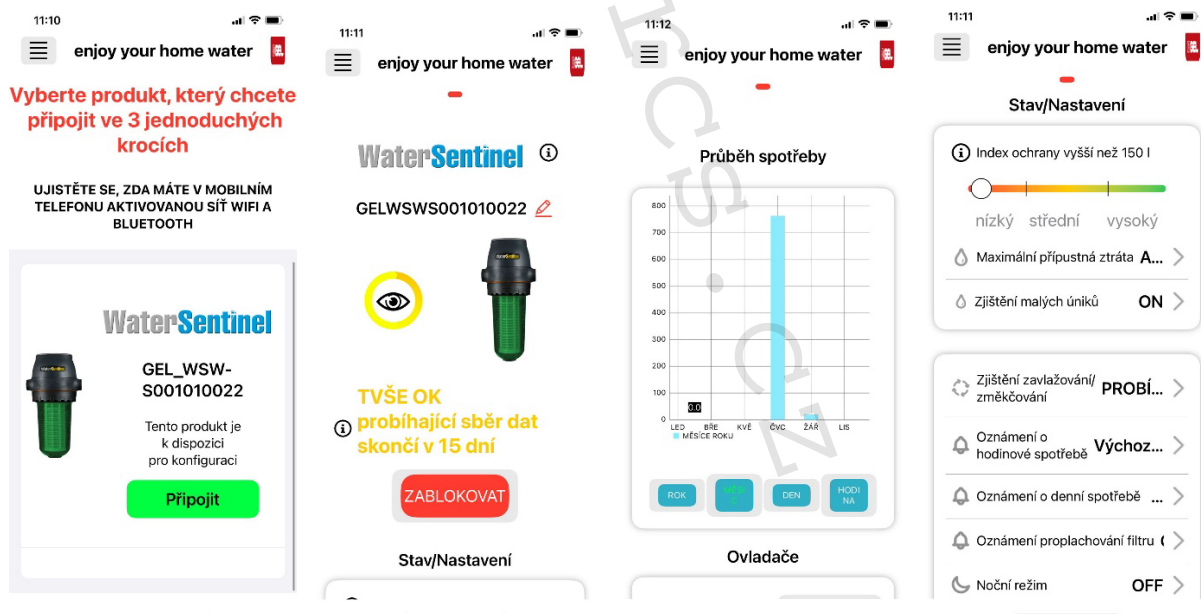 11:10
enjoy your home water
Vyberte produkt, který chcete
připojit ve 3 jednoduchých
krocích
UJISTĚTE SE, ZDA MÁTE V MOBILNÍM
TELEFONU AKTIVOVANOU SÍŤ WIFI A
BLUETOOTH
WaterSentinel
GEL_WSW-
S001010022
Tento produkt je
k dispozici
pro konfiguraci
Připojit
11:11
enjoy your home water
WaterSentinel
GELWSWS001010022
TVŠE OK
probíhající sběr dat
skončí v 15 dní
ZABLOKOVAT
Stav/Nastavení
11:12
enjoy your home water
Průběh spotřeby
800
700
600
500
400
300
200
100
0
0.0
LED BŘE KVĚ ČVC ZÁŘ LIS
MĚSÍCE ROKU
ROK
DEN
HODI
NA
Ovladače
11:11
enjoy your home water
Stav/Nastavení
Index ochrany vyšší než 150 l
nízký střední vysoký
Maximální přípustná ztráta A...
Zjištění malých úniků ON
Zjištění zavlažování/
změkčování PROBÍ...
Oznámení o
hodinové spotřebě Výchoz...
Oznámení o denní spotřebě ...
Oznámení proplachování filtru (
Noční režim OFF